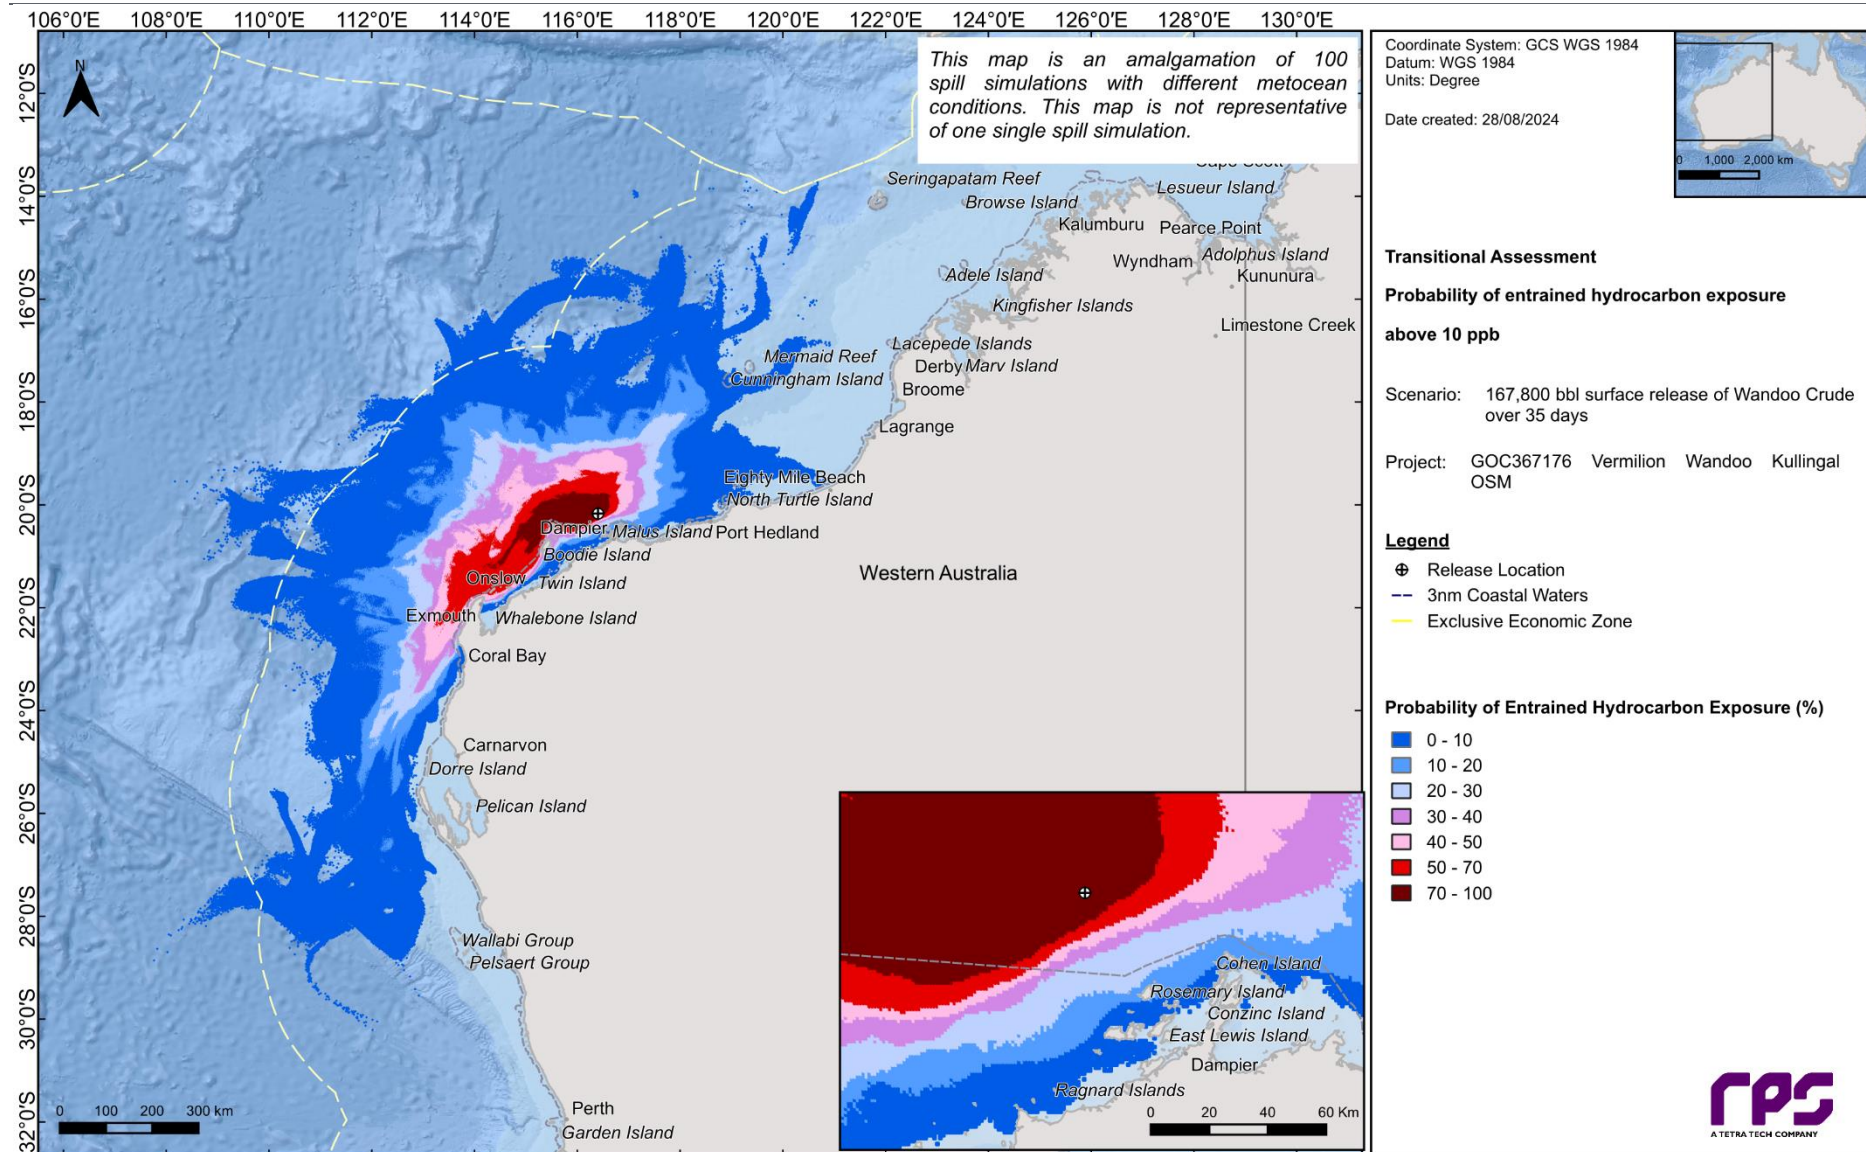 106°0'E 108°0'E 110°0'E 112°0'E 114°0'E 116°0'E 118°0'E 120°0'E 122°0'E 124°0'E 126°0'E 128°0'E 130°0'E
12°0'S
14°0'S
16°0'S
18°0'S
20°0'S
22°0'S
24°0'S
26°0'S
28°0'S
30°0'S
32°0'S
N
This map is an amalgamation of 100
spill simulations with different metocean
conditions. This map is not representative
of one single spill simulation.
Seringapatam Reef
Lesueur Island
Browse Island
Kalumburu
Pearce Point
Adolphus Island
Wyndham
Kununura
Adele Island
Kingfisher Islands
Limestone Creek
Lacepede Islands
Mermaid Reef
Derby
Marv Island
Cunningham Island
Broome
Lagrange
Eighty Mile Beach
North Turtle Island
Dampier
Malus Island
Port Hedland
Boodie Island
Onslow
Twin Island
Western Australia
Exmouth
Whalebone Island
Coral Bay
Carnarvon
Dorre Island
Pelican Island
Wallabi Group
Pelsaert Group
Perth
Garden Island
0 100 200 300 km
Cohen Island
Rosemary Island
Conzinc Island
East Lewis Island
Dampier
Ragnard Islands
0 20 40 60 Km
Coordinate System: GCS WGS 1984
Datum: WGS 1984
Units: Degree
Date created: 28/08/2024
0 1,000 2,000 km
Transitional Assessment
Probability of entrained hydrocarbon exposure
above 10 ppb
Scenario: 167,800 bbl surface release of Wandoo Crude
over 35 days
Project: GOC367176 Vermilion Wandoo Kullingal
OSM
Legend
Release Location
3nm Coastal Waters
Exclusive Economic Zone
Probability of Entrained Hydrocarbon Exposure (%)
0 - 10
10 - 20
20 - 30
30 - 40
40 - 50
50 - 70
70 - 100
rps
A TETRA TECH COMPANY